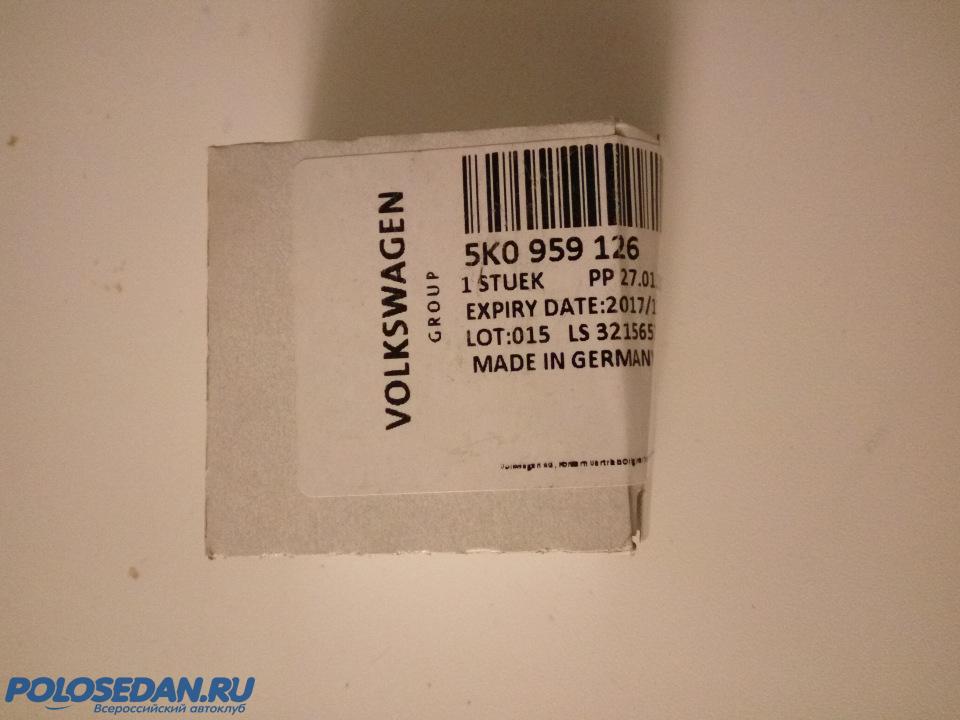 VOLKSWAGEN
GROUP
5K0 959 126
1 STUEK PP 27.01
EXPIRY DATE:2017/1
LOT:015 LS 321565
MADE IN GERMANY
POLOSEDAN.RU
Всероссийский автоклуб